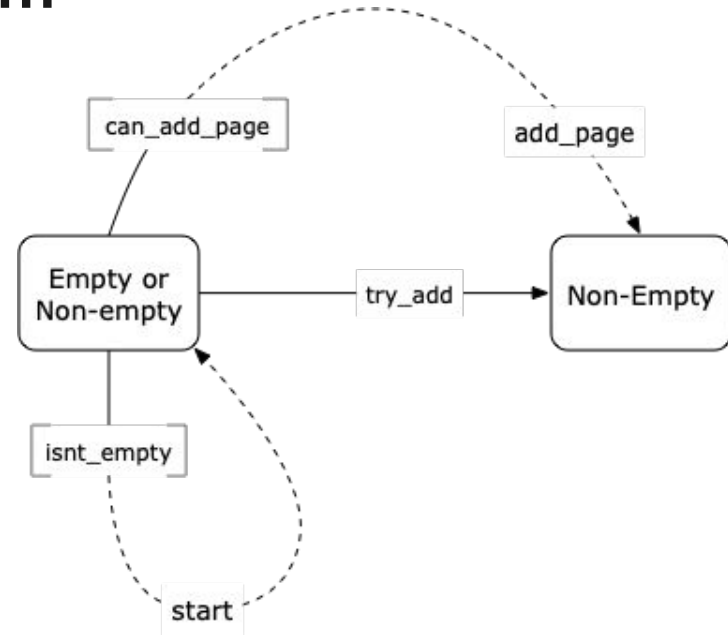 can_add_page
add_page
Empty or
Non-empty
try_add
Non-Empty
isnt_empty
start